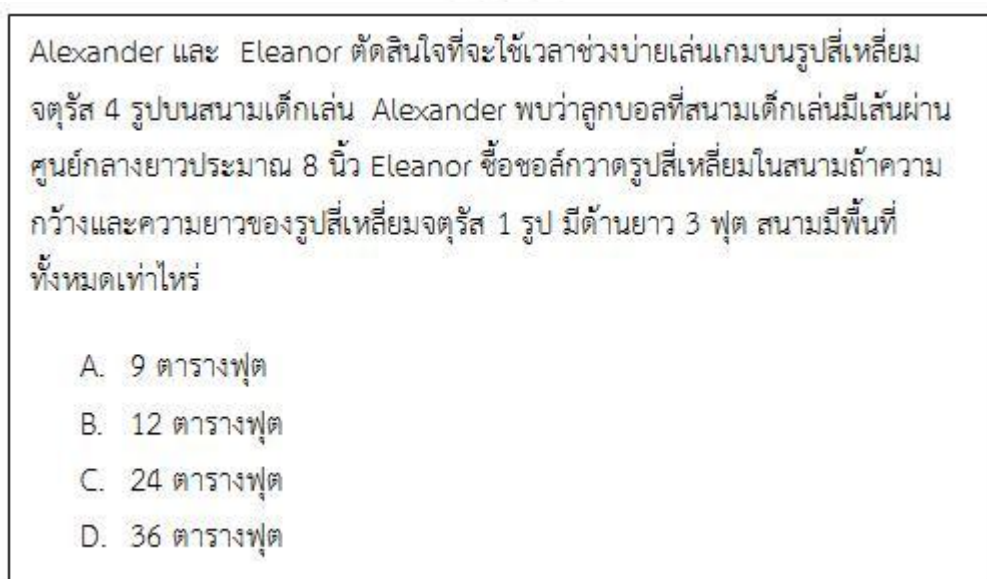 Alexander และ Eleanor ตัดสินใจที่จะใช้เวลาช่วงบ่ายเล่นเกมบนรูปสี่เหลี่ยม
จตุรัส 4 รูปบนสนามเด็กเล่น Alexander พบว่าลูกบอลที่สนามเด็กเล่นมีเส้นผ่าน
ศูนย์กลางยาวประมาณ 8 นิ้ว Eleanor ซื้อชอล์กวาดรูปสี่เหลี่ยมในสนามถ้าความ
กว้างและความยาวของรูปสี่เหลี่ยมจตุรัส 1 รูป มีด้านยาว 3 ฟุต สนามมีพื้นที่
ทั้งหมดเท่าไหร่
A. 9 ตารางฟุต
B. 12 ตารางฟุต
C. 24 ตารางฟุต
D. 36 ตารางฟุต